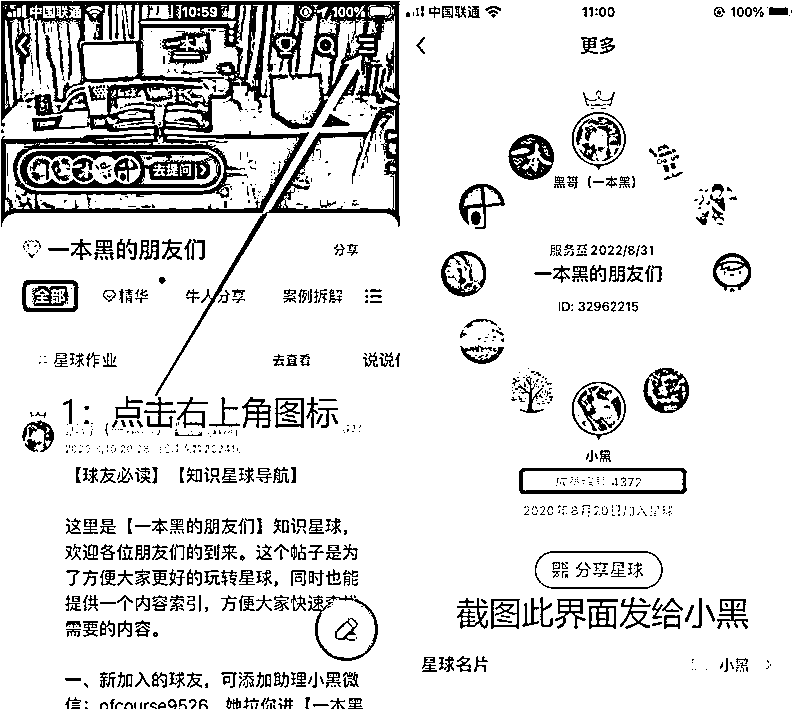 中国联通
10:59
100%
去提问
一本黑的朋友们
分享
全部
精华
牛人分享
案例拆解
星球作业
去查看
1：点击右上角图标
【球友必读】【知识星球导航】
这里是【一本黑的朋友们】知识星球，
欢迎各位朋友们的到来。这个帖子是为
了方便大家更好的玩转星球，同时也能
提供一个内容索引，方便大家快速
需要的内容。
一、新加入的球友，可添加助理小黑微
信：ofcourse9526，她拉你进【一本黑
中国联通
11:00
100%
更多
黑哥（一本黑）
服务至2022/8/31
一本黑的朋友们
ID: 32962215
小黑
4372
2020年8月20日加入星球
分享星球
截图此界面发给小黑
星球名片
小黑